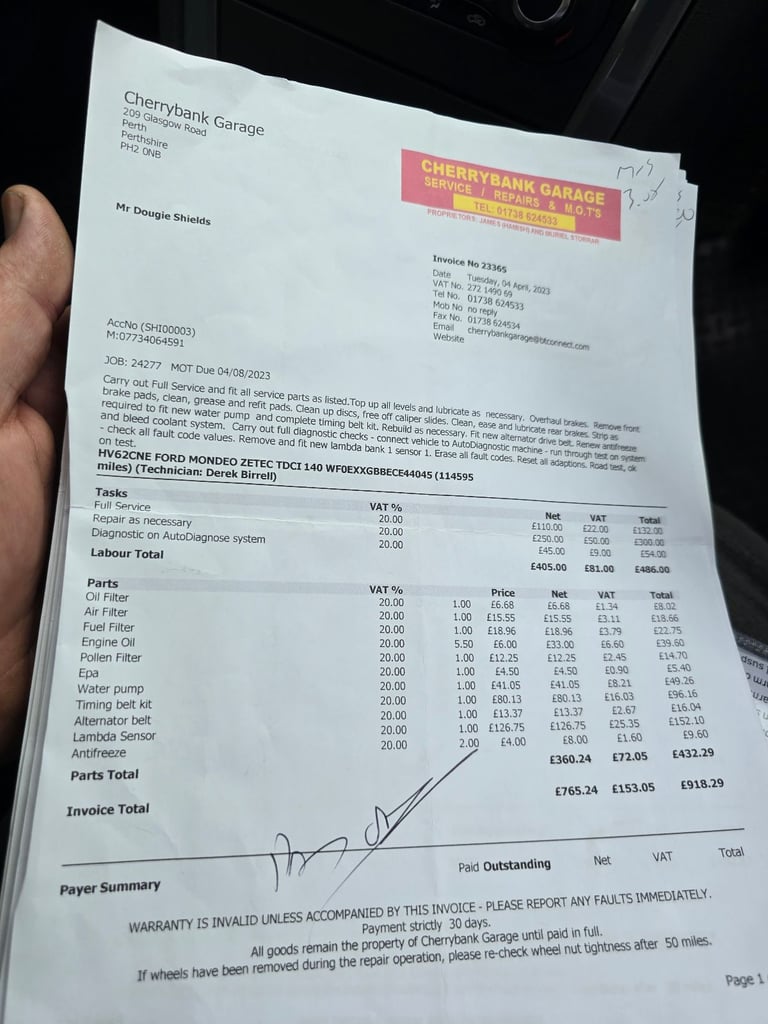 Cherrybank Garage
209 Glasgow Road
Perth
Perthshire
PH2 0NB
CHERRYBANK GARAGE
SERVICE / REPAIRS & M.O.T'S
TEL: 01738 624533
PROPRIETORS: JAMES (HAMISH) AND MURIEL STORRAR
Mr Dougie Shields
Invoice No 23365
Date Tuesday, 04 April, 2023
VAT No. 272 1490 69
Tel No. 01738 624533
Mob No no reply
Fax No. 01738 624534
Email cherrybankgarage@btconnect.com
Website
AccNo (SHI00003)
M:07734064591
JOB: 24277 MOT Due 04/08/2023
Carry out Full Service and fit all service parts as listed.Top up all levels and lubricate as necessary. Overhaul brakes. Remove front
brake pads, clean, grease and refit pads. Clean up discs, free off caliper slides. Clean, ease and lubricate rear brakes. Strip as
required to fit new water pump and complete timing belt kit. Rebuild as necessary. Fit new alternator drive belt. Renew antifreeze
and bleed coolant system. Carry out full diagnostic checks - connect vehicle to AutoDiagnostic machine - run through test on system
- check all fault code values. Remove and fit new lambda bank 1 sensor 1. Erase all fault codes. Reset all adaptions. Road test, ok
on test.
HV62CNE FORD MONDEO ZETEC TDCI 140 WF0EXXGBBECE44045 (114595
miles) (Technician: Derek Birrell)
Tasks VAT % Net VAT Total
Full Service 20.00 £110.00 £22.00 £132.00
Repair as necessary 20.00 £250.00 £50.00 £300.00
Diagnostic on AutoDiagnose system 20.00 £45.00 £9.00 £54.00
Labour Total £405.00 £81.00 £486.00
Parts VAT % Price Net VAT Total
Oil Filter 20.00 1.00 £6.68 £6.68 £1.34 £8.02
Air Filter 20.00 1.00 £15.55 £15.55 £3.11 £18.66
Fuel Filter 20.00 1.00 £18.96 £18.96 £3.79 £22.75
Engine Oil 20.00 5.50 £6.00 £33.00 £6.60 £39.60
Pollen Filter 20.00 1.00 £12.25 £12.25 £2.45 £14.70
Epa 20.00 1.00 £4.50 £4.50 £0.90 £5.40
Water pump 20.00 1.00 £41.05 £41.05 £8.21 £49.26
Timing belt kit 20.00 1.00 £80.13 £80.13 £16.03 £96.16
Alternator belt 20.00 1.00 £13.37 £13.37 £2.67 £16.04
Lambda Sensor 20.00 1.00 £126.75 £126.75 £25.35 £152.10
Antifreeze 20.00 2.00 £4.00 £8.00 £1.60 £9.60
Parts Total £360.24 £72.05 £432.29
Invoice Total £765.24 £153.05 £918.29
Payer Summary Paid Outstanding Net VAT Total
WARRANTY IS INVALID UNLESS ACCOMPANIED BY THIS INVOICE - PLEASE REPORT ANY FAULTS IMMEDIATELY.
Payment strictly 30 days.
All goods remain the property of Cherrybank Garage until paid in full.
If wheels have been removed during the repair operation, please re-check wheel nut tightness after 50 miles.
Page 1